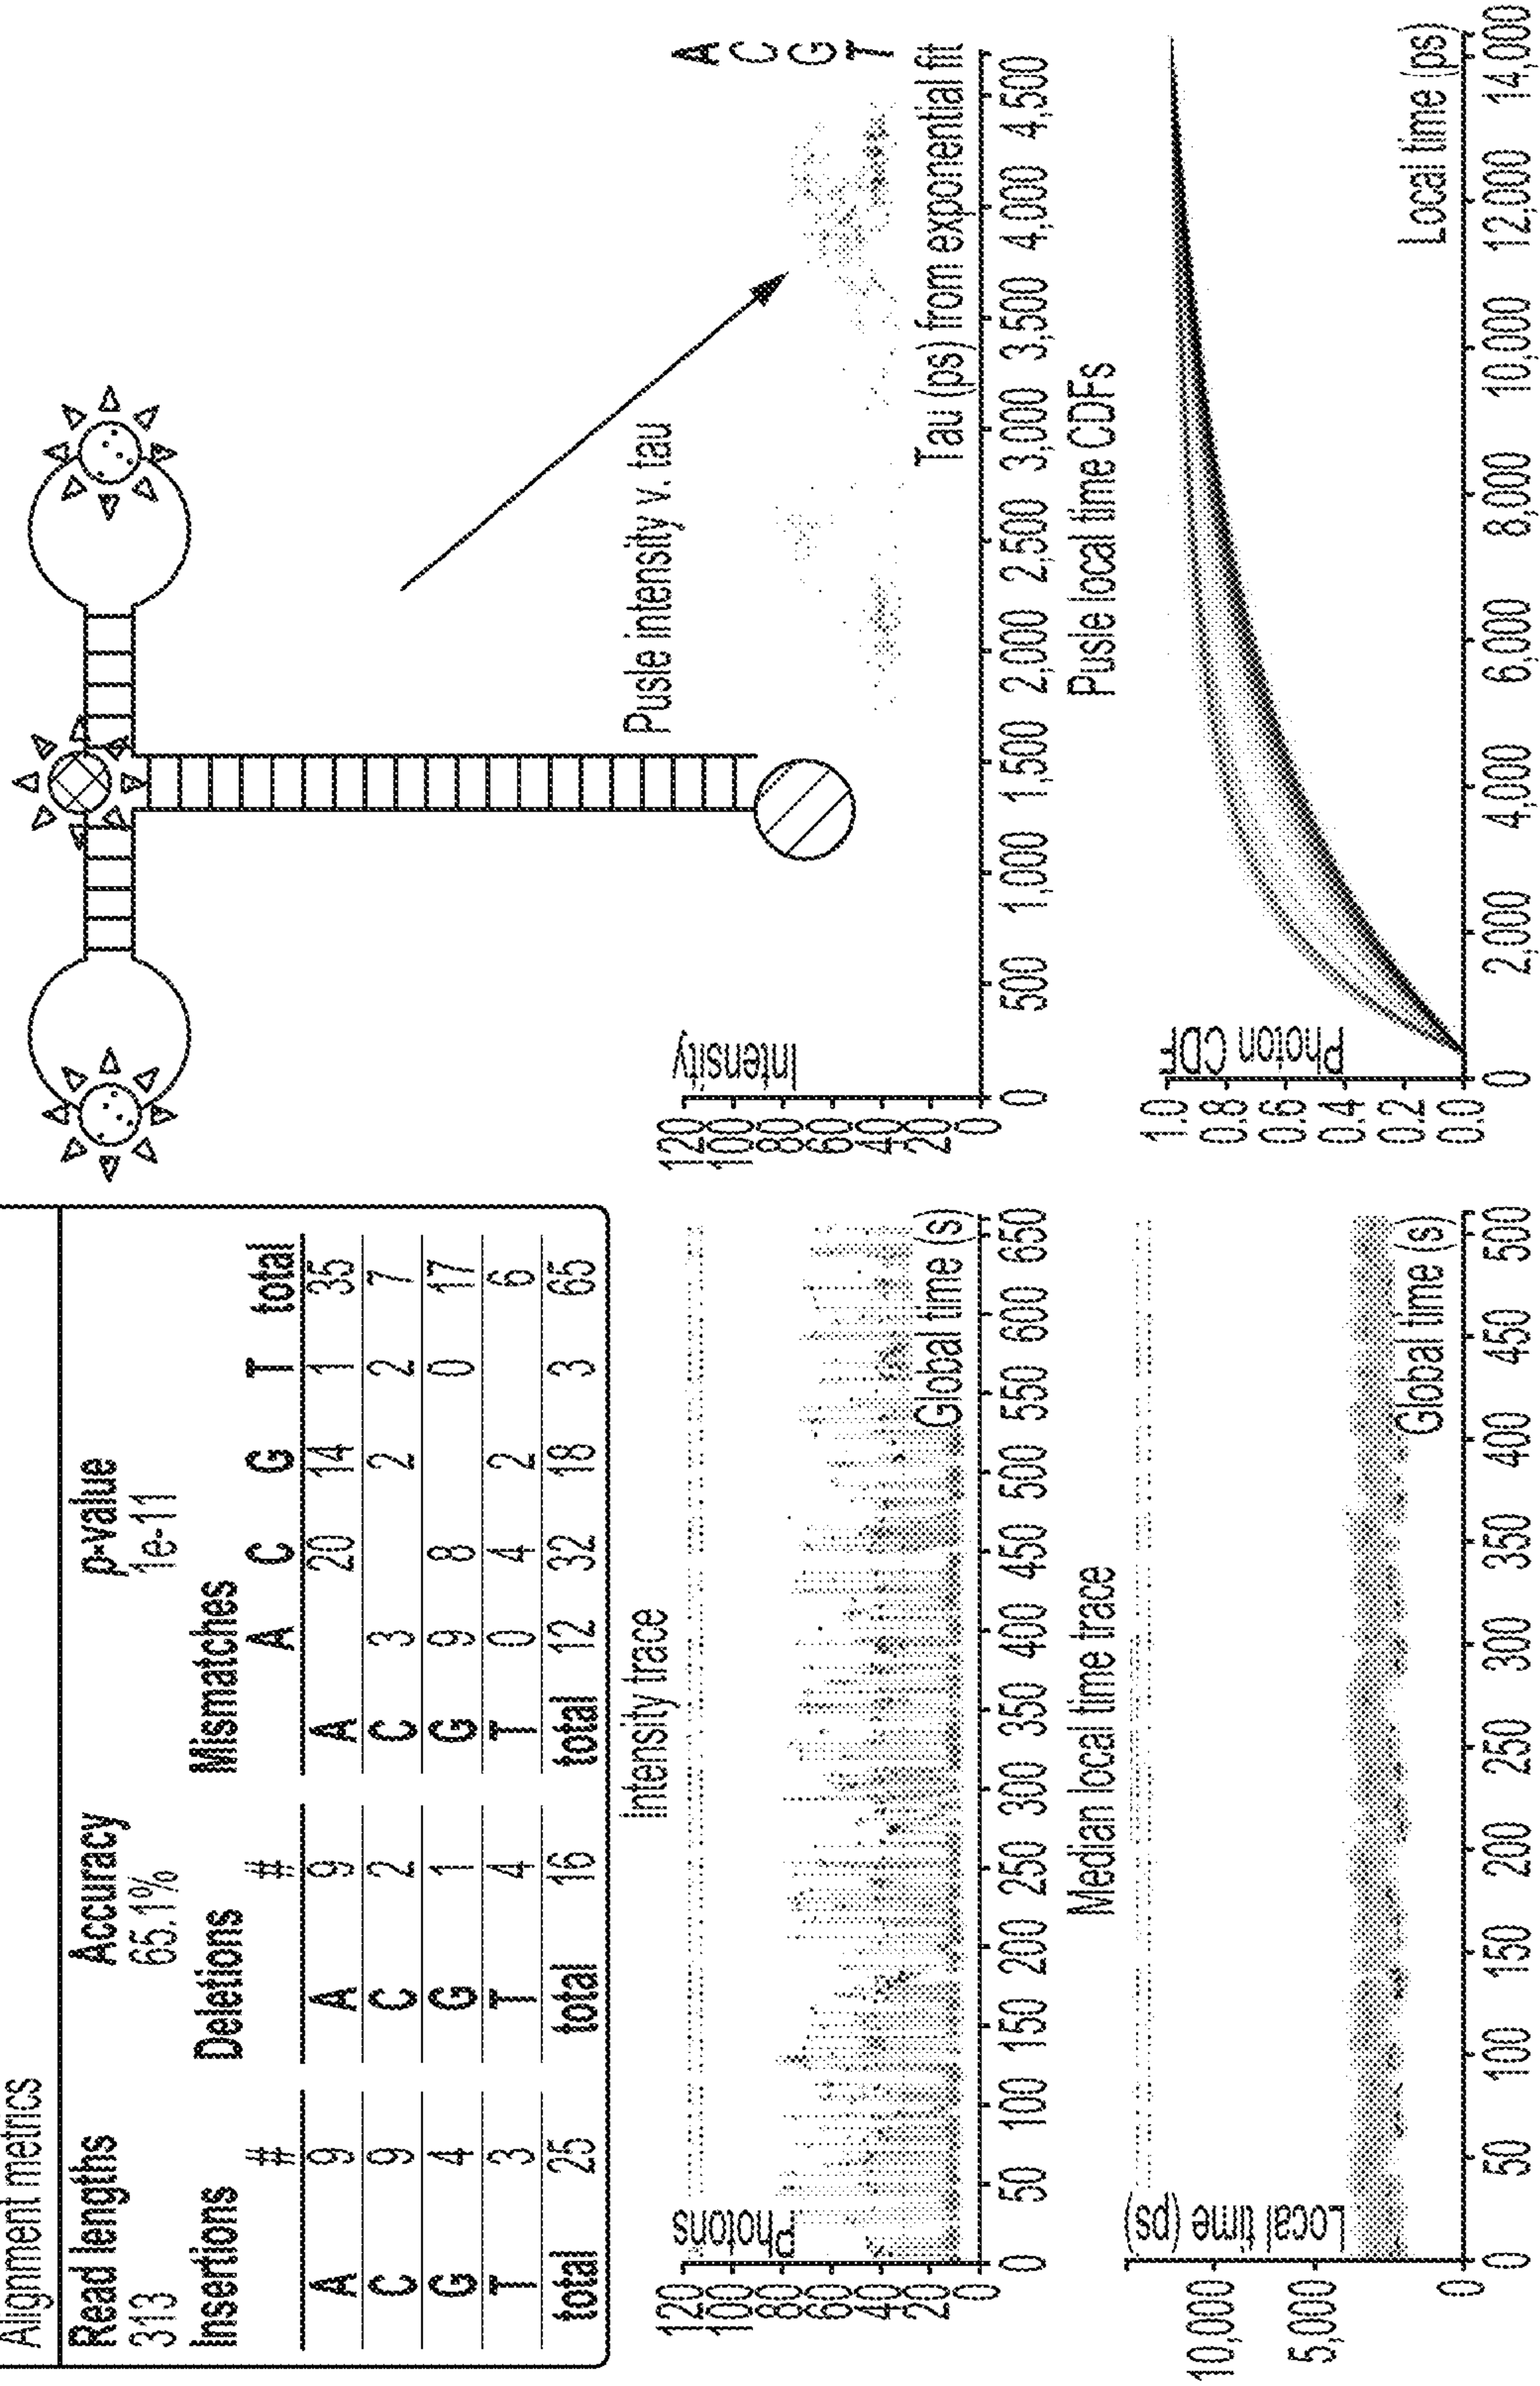 Alignment metrics
Read lengths Accuracy p-value
313 65.1% 1e-11
Insertions Deletions Mismatches
# # A C G T total
A 9 A 9 A 20 14 1 35
C 9 C 2 C 3 2 2 7
G 4 G 1 G 9 8 0 17
T 3 T 4 T 0 4 2 6
total 25 total 16 total 12 32 18 3 65
Intensity trace
Photons
120
100
80
60
40
20
0
Global time (s)
0 50 100 150 200 250 300 350 400 450 500 550 600 650
Pusle intensity v. tau
Intensity
120
100
80
60
40
20
0
A
C
G
T
Tau (ps) from exponential fit
0 500 1,000 1,500 2,000 2,500 3,000 3,500 4,000 4,500
Median local time trace
Local time (ps)
10,000
5,000
0
Global time (s)
0 50 100 150 200 250 300 350 400 450 500
Pusle local time CDFs
Photon CDF
1.0
0.8
0.6
0.4
0.2
0.0
Local time (ps)
0 2,000 4,000 6,000 8,000 10,000 12,000 14,000